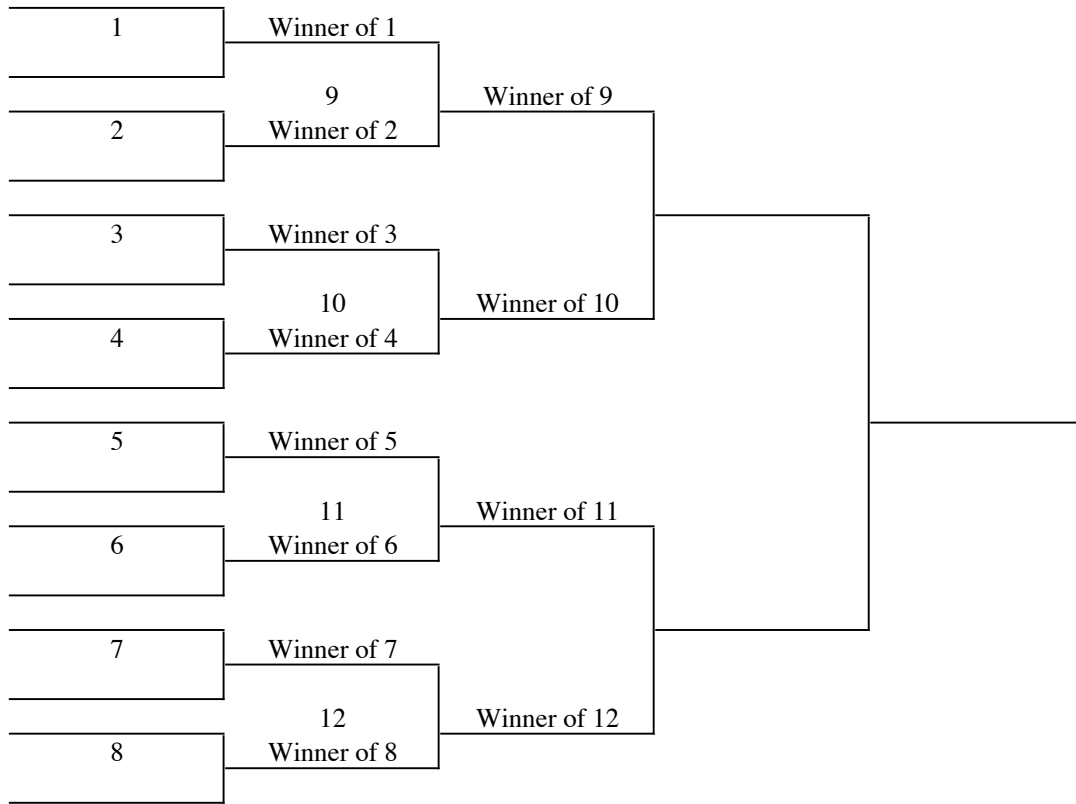 1
Winner of 1
9
Winner of 9
2
Winner of 2
3
Winner of 3
10
Winner of 10
4
Winner of 4
5
Winner of 5
11
Winner of 11
6
Winner of 6
7
Winner of 7
12
Winner of 12
8
Winner of 8